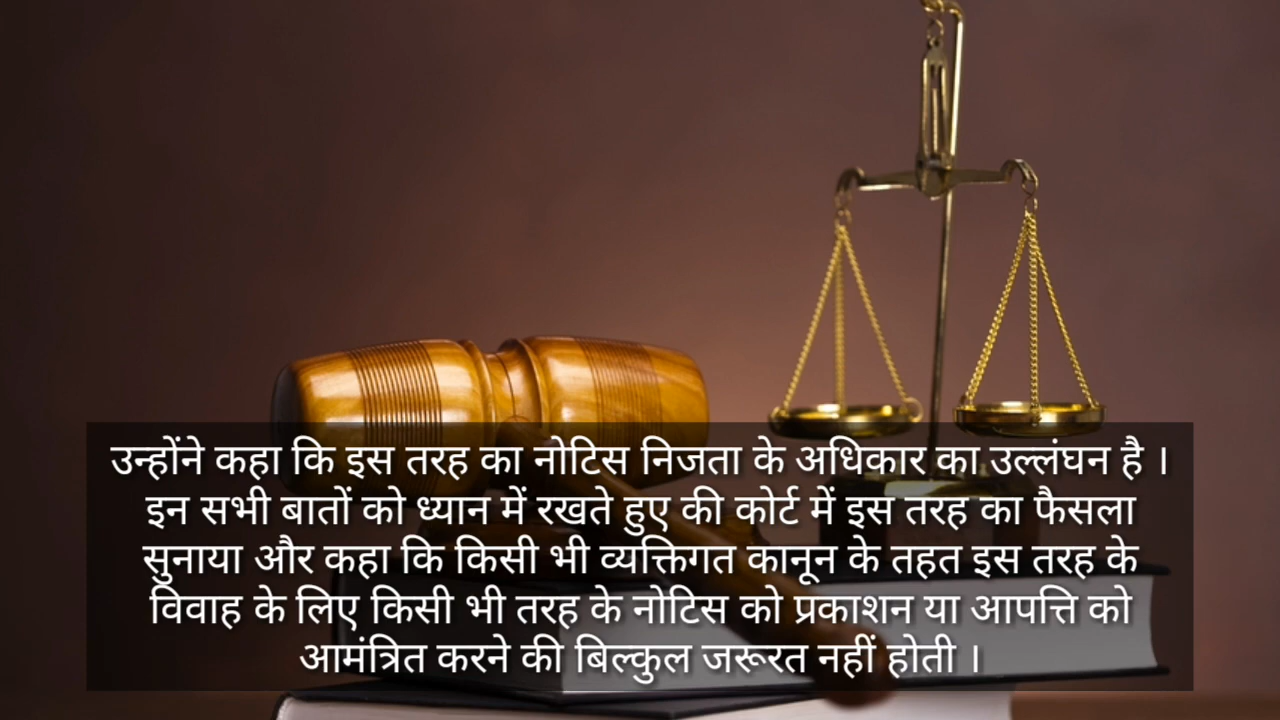 उन्होंने कहा कि इस तरह का नोटिस निजता के अधिकार का उल्लंघन है ।
इन सभी बातों को ध्यान में रखते हुए की कोर्ट में इस तरह का फैसला
सुनाया और कहा कि किसी भी व्यक्तिगत कानून के तहत इस तरह के
विवाह के लिए किसी भी तरह के नोटिस को प्रकाशन या आपत्ति को
आमंत्रित करने की बिल्कुल जरूरत नहीं होती ।